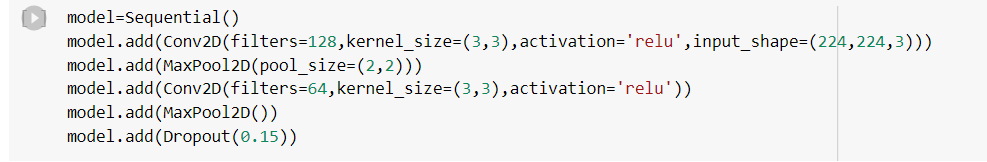 model=Sequential()
model.add(Conv2D(filters=128,kernel_size=(3,3),activation='relu',input_shape=(224,224,3)))
model.add(MaxPool2D(pool_size=(2,2)))
model.add(Conv2D(filters=64,kernel_size=(3,3),activation='relu'))
model.add(MaxPool2D())
model.add(Dropout(0.15))